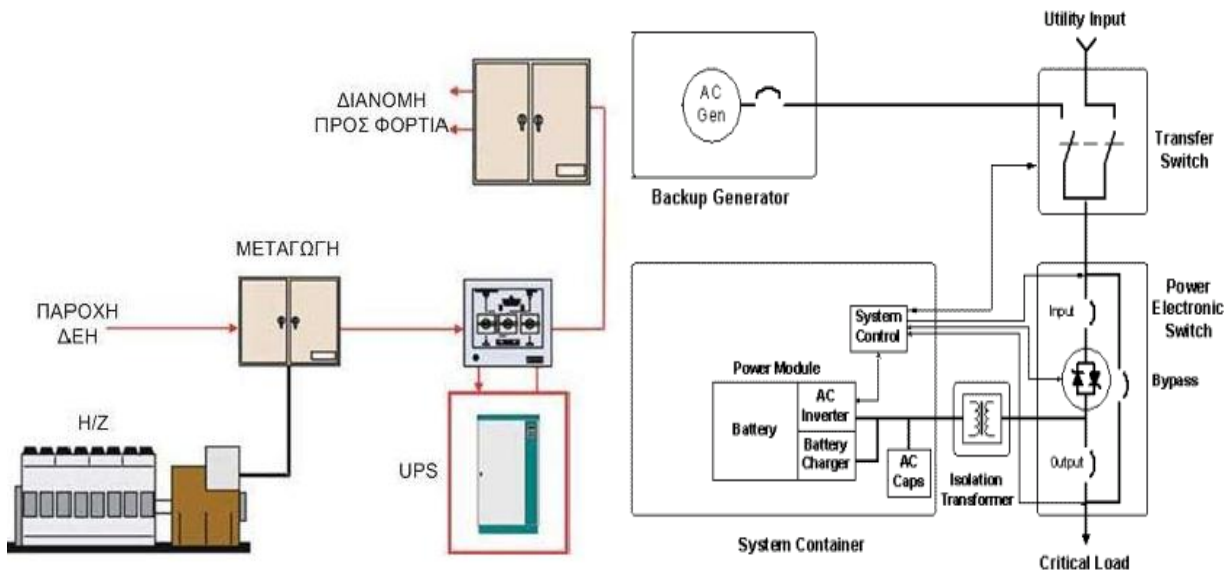 ΔΙΑΝΟΜΗ
ΠΡΟΣ ΦΟΡΤΙΑ
ΜΕΤΑΓΩΓΗ
ΠΑΡΟΧΗ
ΔΕΗ
Η/Ζ
UPS
Utility Input
AC
Gen
Transfer
Switch
Backup Generator
Power
Electronic
Switch
Input
System
Control
Bypass
Power Module
AC
Inverter
Battery
Battery
Charger
AC
Caps
Isolation
Transformer
Output
System Container
Critical Load